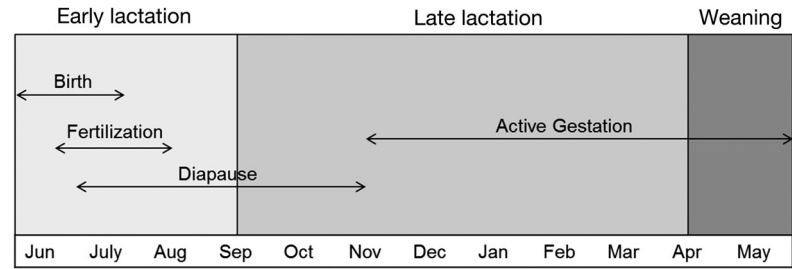 Early lactation Late lactation Weaning
Birth
Fertilization
Active Gestation
Diapause
Jun July Aug Sep Oct Nov Dec Jan Feb Mar Apr May